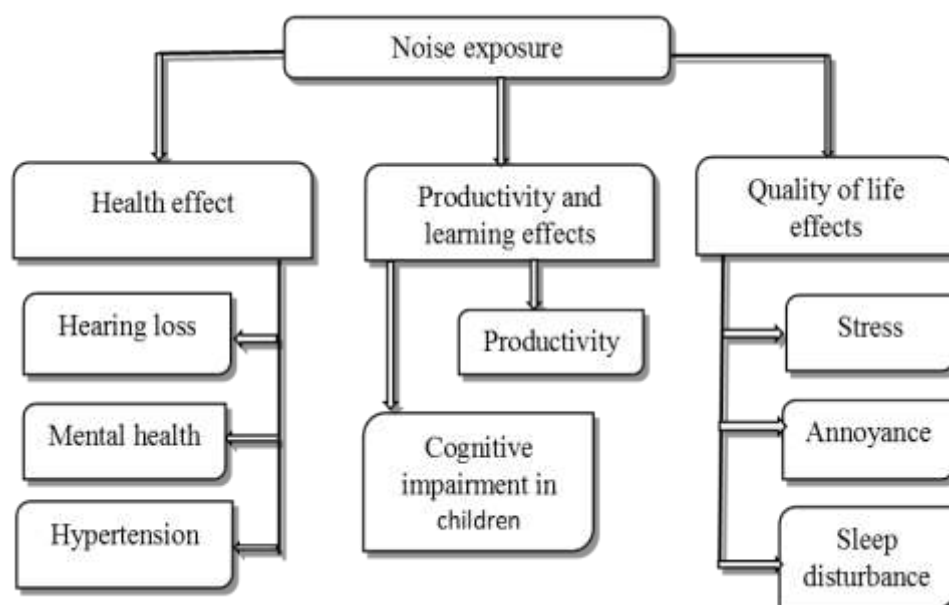 Noise exposure
Health effect
Hearing loss
Mental health
Hypertension
Productivity and
learning effects
Productivity
Cognitive
impairment in
children
Quality of life
effects
Stress
Annoyance
Sleep
disturbance